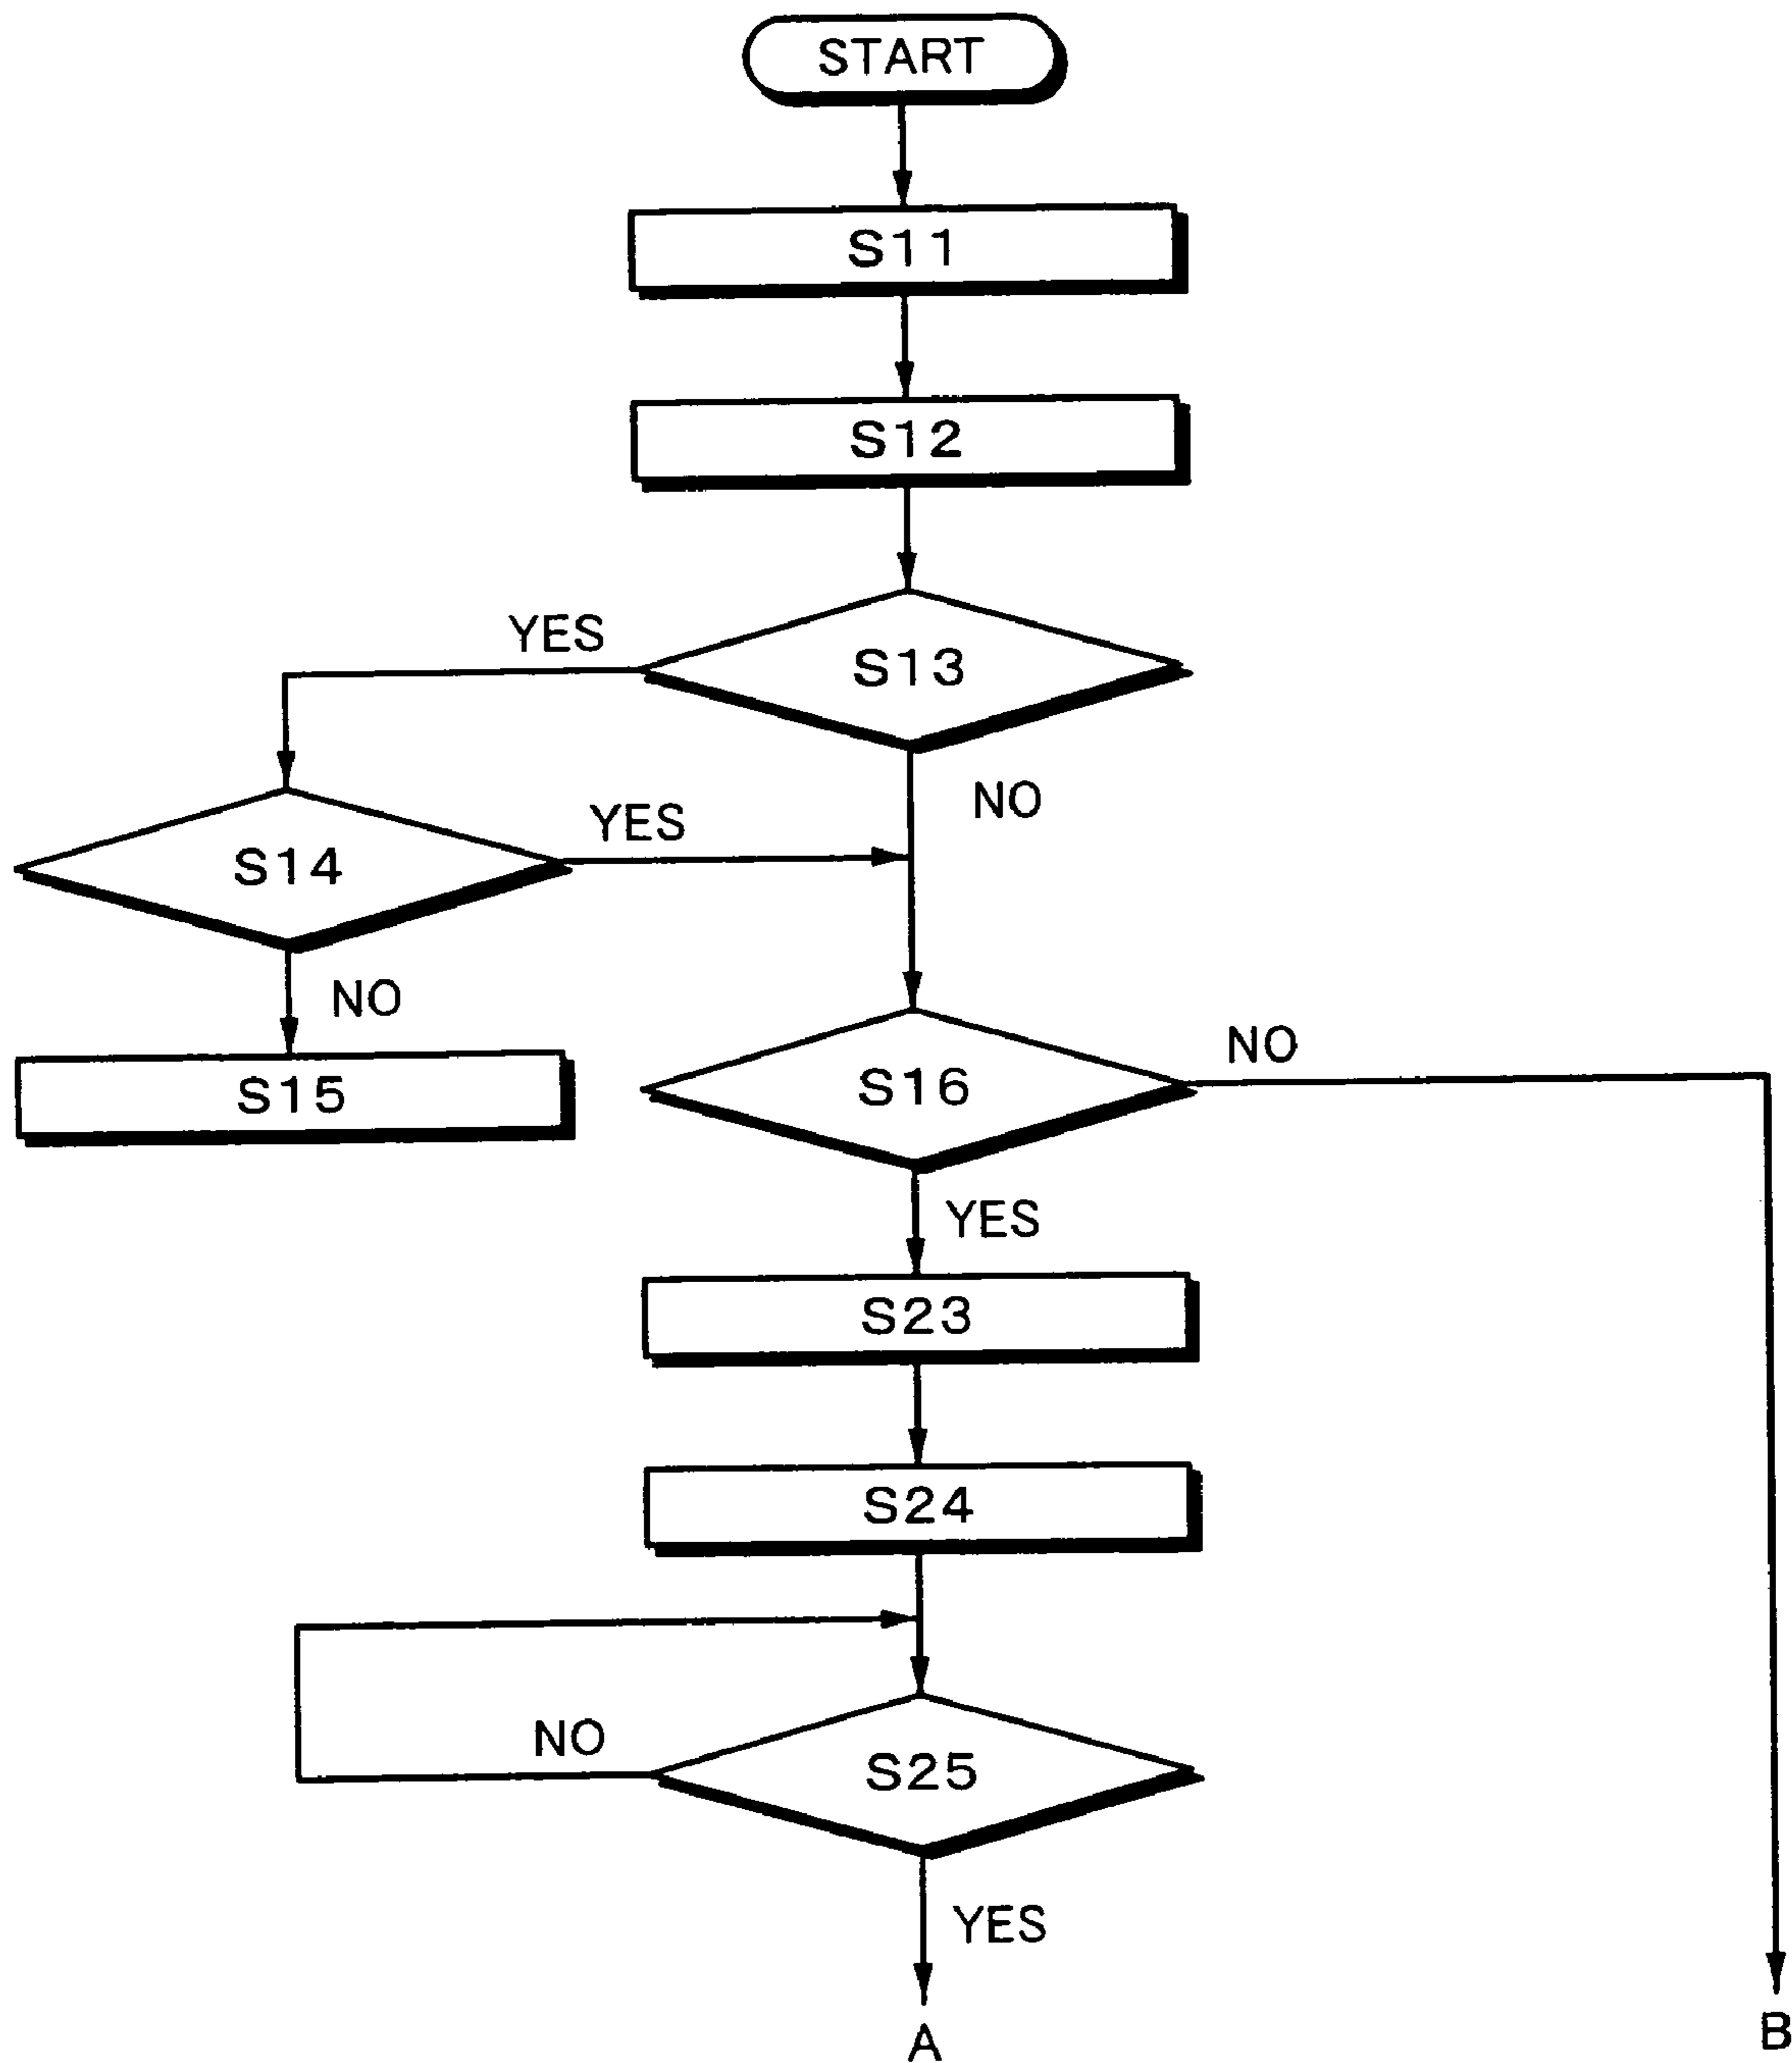 START
S11
S12
YES
S13
NO
YES
S14
NO
S15
NO
S16
YES
S23
S24
NO
S25
YES
A
B